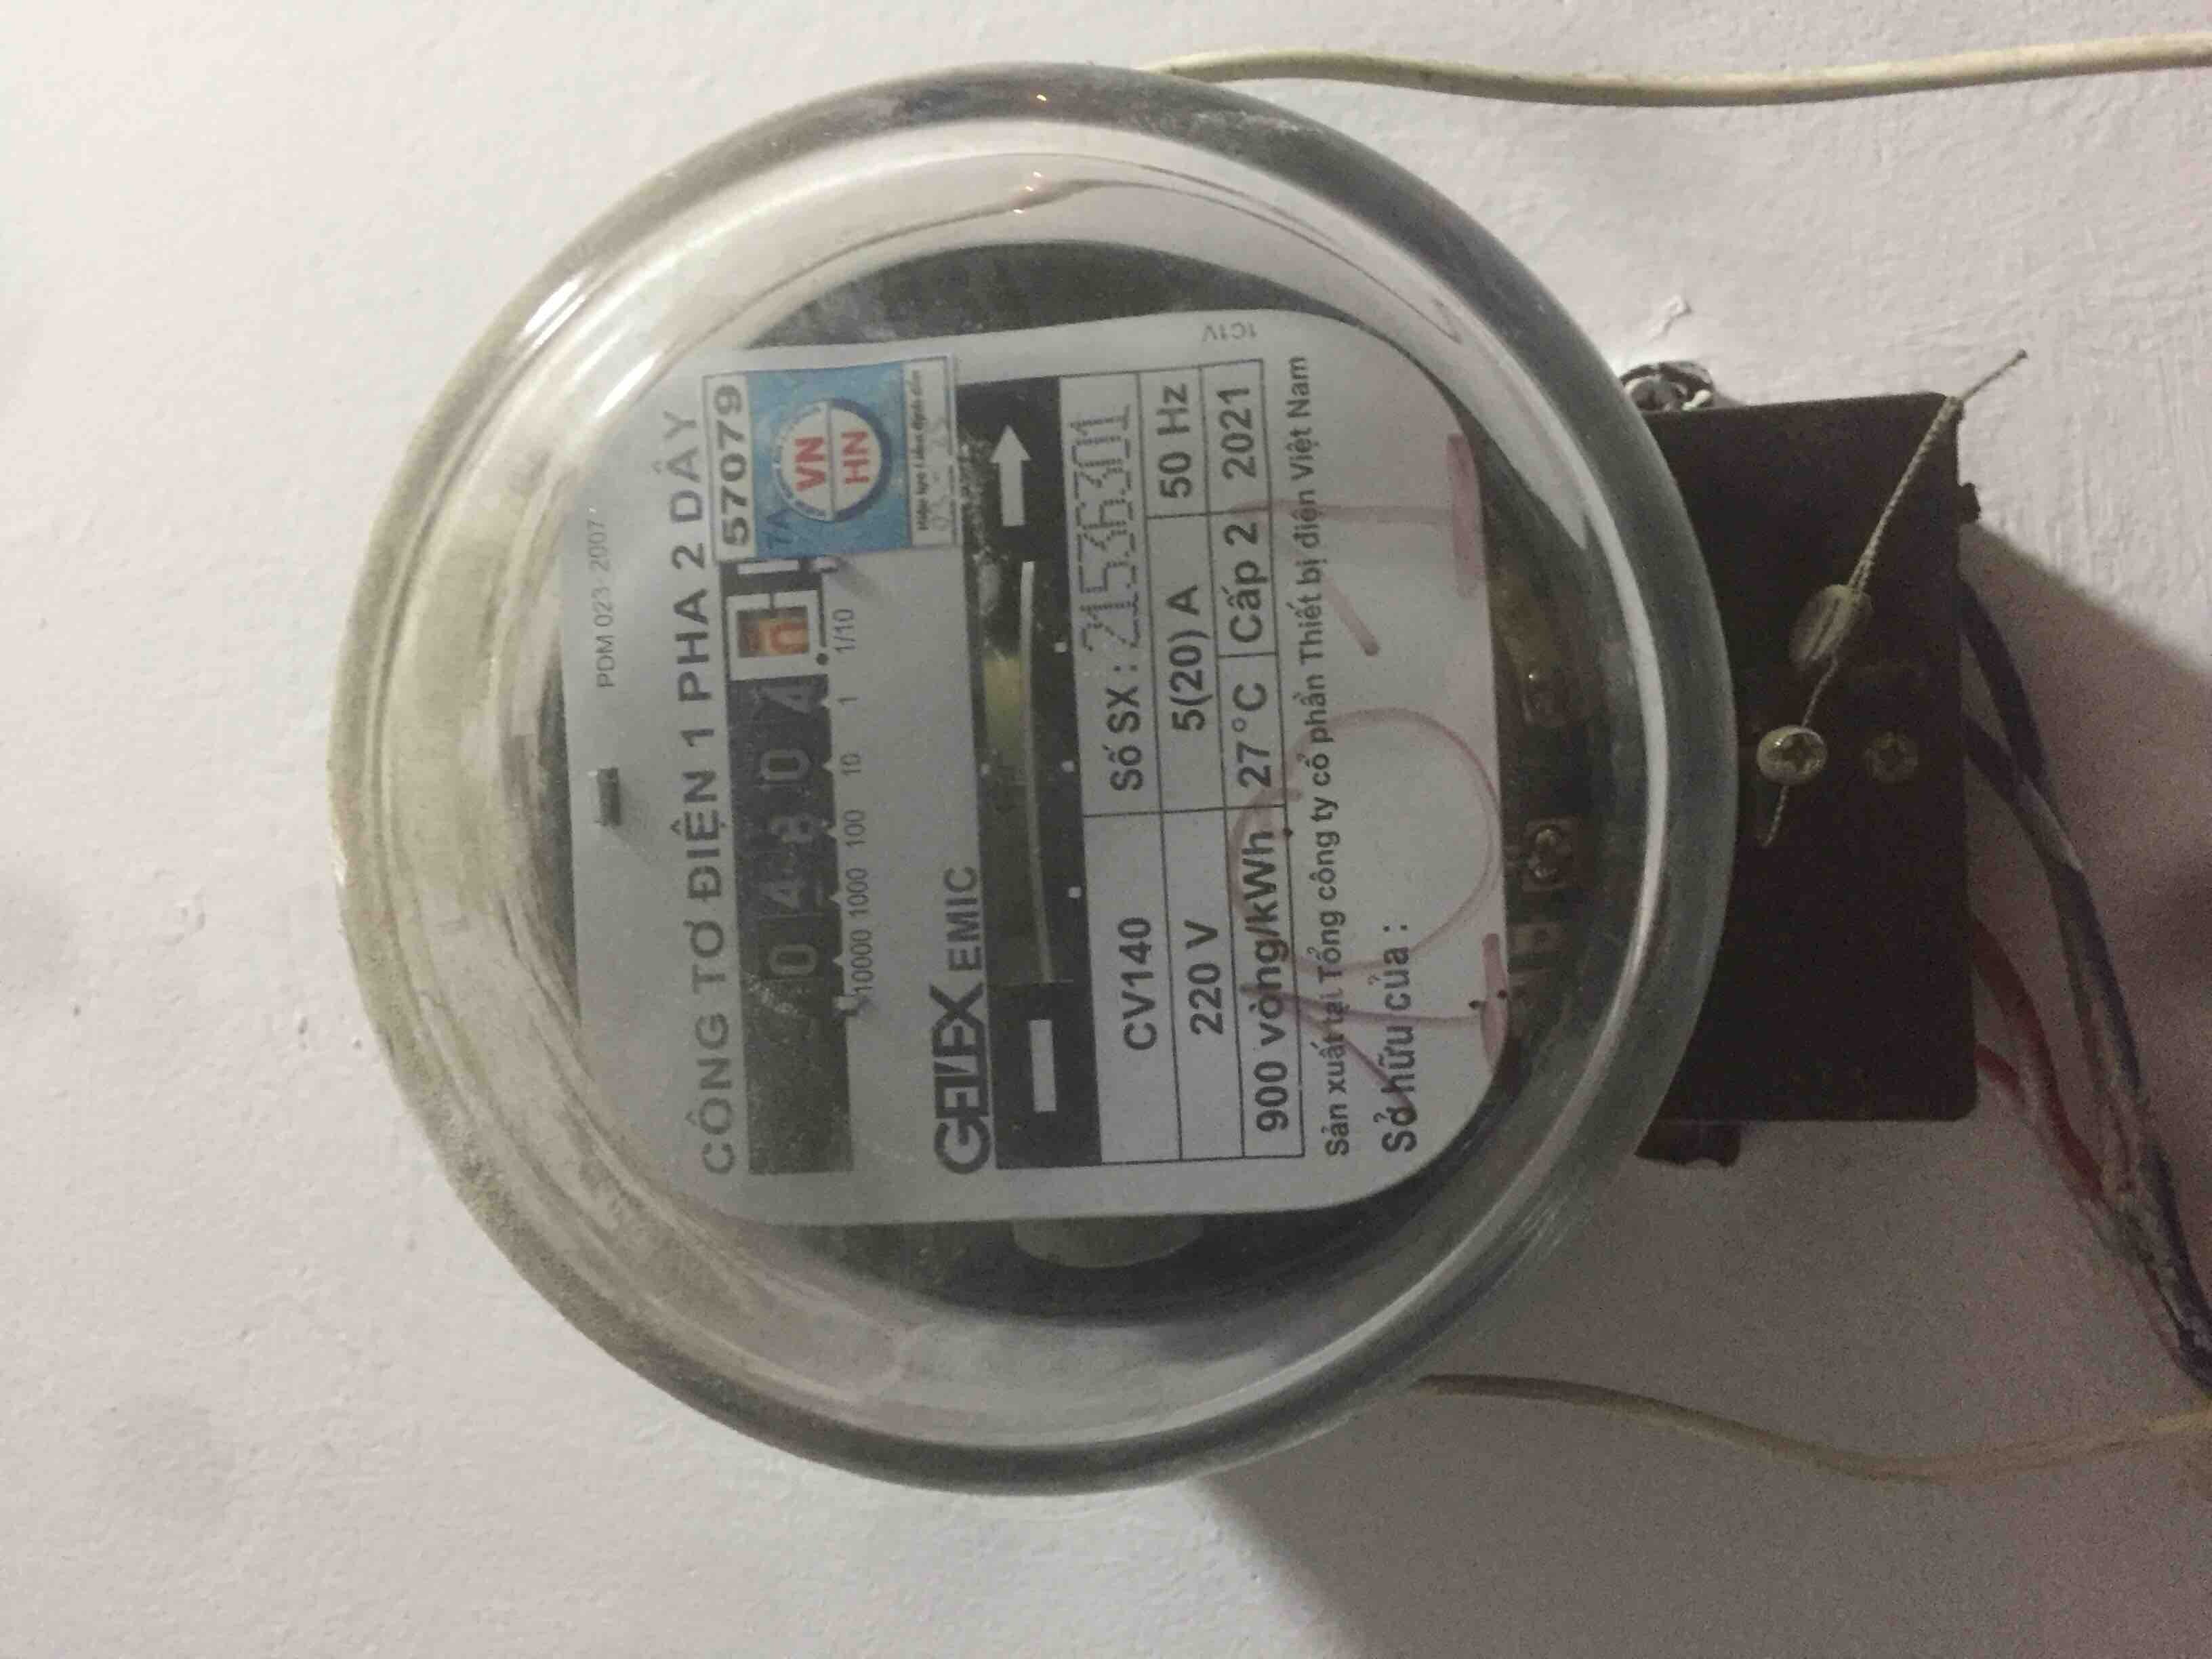 PDM 023-2007
CÔNG TƠ ĐIỆN 1 PHA 2 DÂY
57079
7A
VN
HN
0 4 8 0 4
10000 1000 100 10 1 1/10
GELEX EMIC
Số SX : 21536301
CV140
220 V 5(20) A 50 Hz
900 vòng/kWh 27°C Cấp 2 2021
Sản xuất tại Tổng công ty cổ phần Thiết bị điện Việt Nam
Sở hữu của :
1C1V